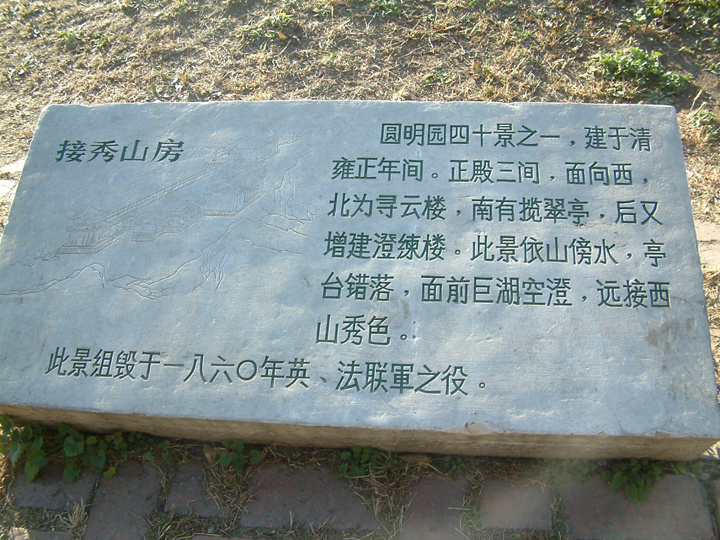 接秀山房
圆明园四十景之一，建于清
雍正年间。正殿三间，面向西，
北为寻云楼，南有揽翠亭，后又
增建澄练楼。此景依山傍水，亭
台错落，面前巨湖空澄，远接西
山秀色。
此景组毁于一八六〇年英、法联軍之役。